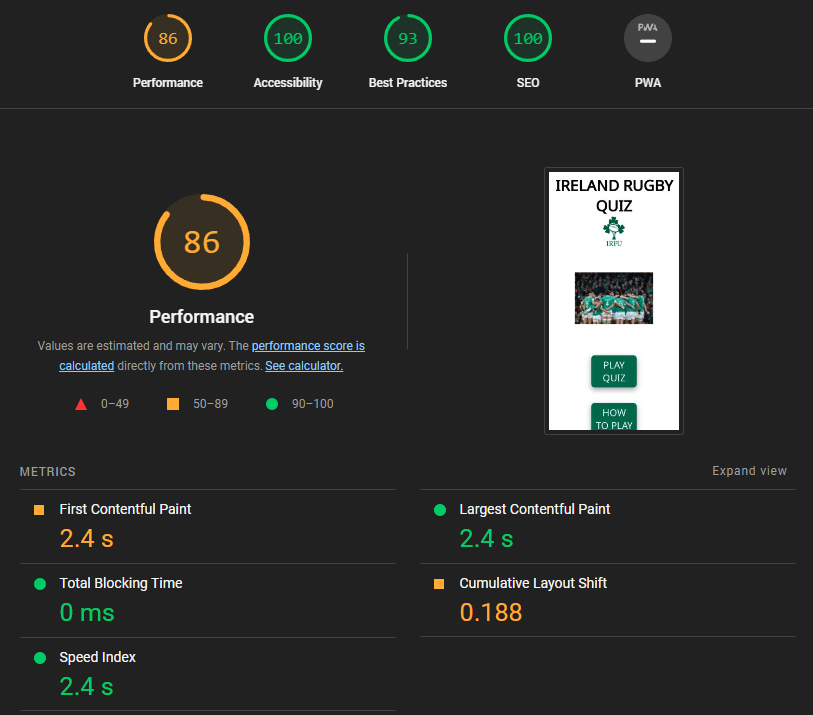 86
100
93
100
PWA
Performance
Accessibility
Best Practices
SEO
PWA
86
Performance
Values are estimated and may vary. The performance score is
calculated directly from these metrics. See calculator.
0–49
50–89
90–100
IRELAND RUGBY
QUIZ
IRFU
PLAY
QUIZ
HOW
TO PLAY
METRICS
Expand view
First Contentful Paint
2.4 s
Largest Contentful Paint
2.4 s
Total Blocking Time
0 ms
Cumulative Layout Shift
0.188
Speed Index
2.4 s